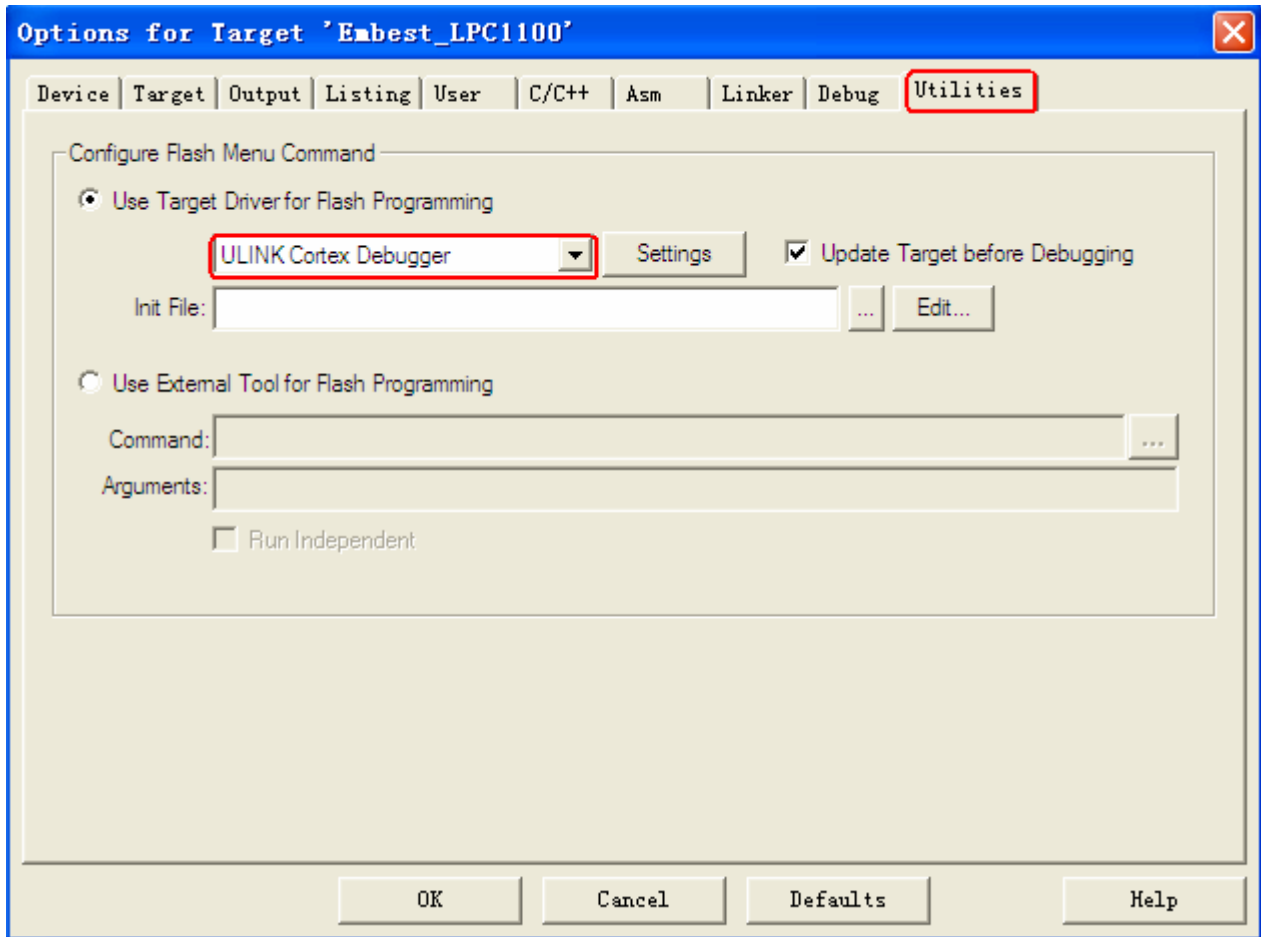 Options for Target 'Embest_LPC1100'
Device Target Output Listing User C/C++ Asm Linker Debug Utilities
Configure Flash Menu Command
Use Target Driver for Flash Programming
ULINK Cortex Debugger Settings Update Target before Debugging
Init File: ... Edit...
Use External Tool for Flash Programming
Command: ...
Arguments:
Run Independent
OK Cancel Defaults Help